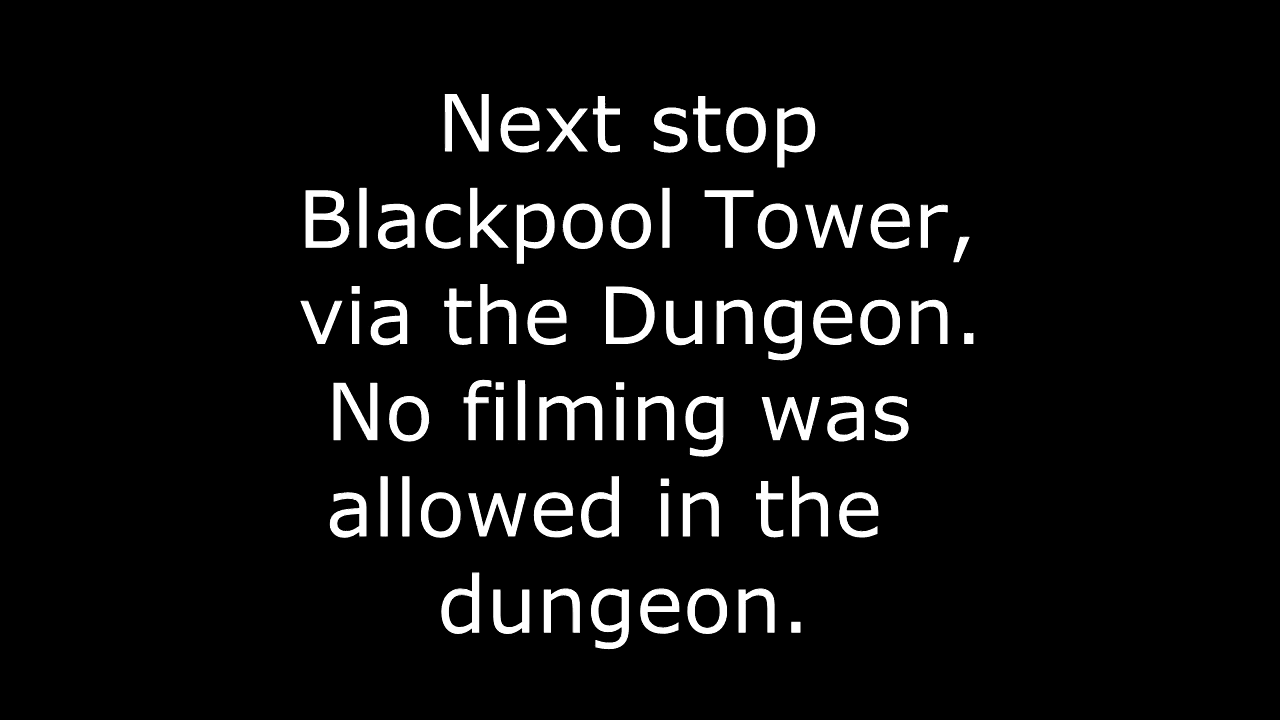 Next stop
Blackpool Tower,
via the Dungeon.
No filming was
allowed in the
dungeon.